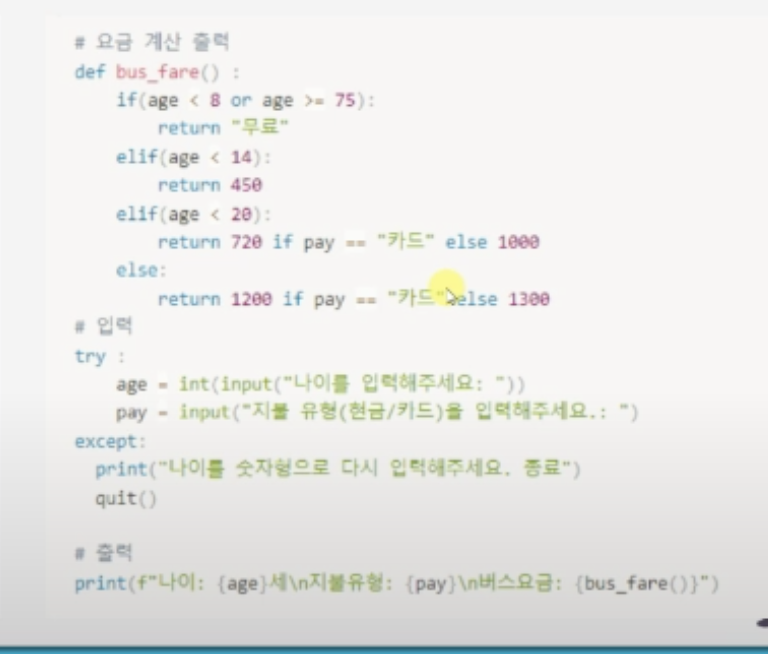 # 요금 계산 출력
def bus_fare() :
    if(age < 8 or age >= 75):
        return "무료"
    elif(age < 14):
        return 450
    elif(age < 20):
        return 720 if pay == "카드" else 1000
    else:
        return 1200 if pay == "카드" else 1300
# 입력
try :
    age = int(input("나이를 입력해주세요: "))
    pay = input("지불 유형(현금/카드)을 입력해주세요.: ")
except:
  print("나이를 숫자형으로 다시 입력해주세요. 종료")
  quit()
# 출력
print(f"나이: {age}세\n지불유형: {pay}\n버스요금: {bus_fare()}")